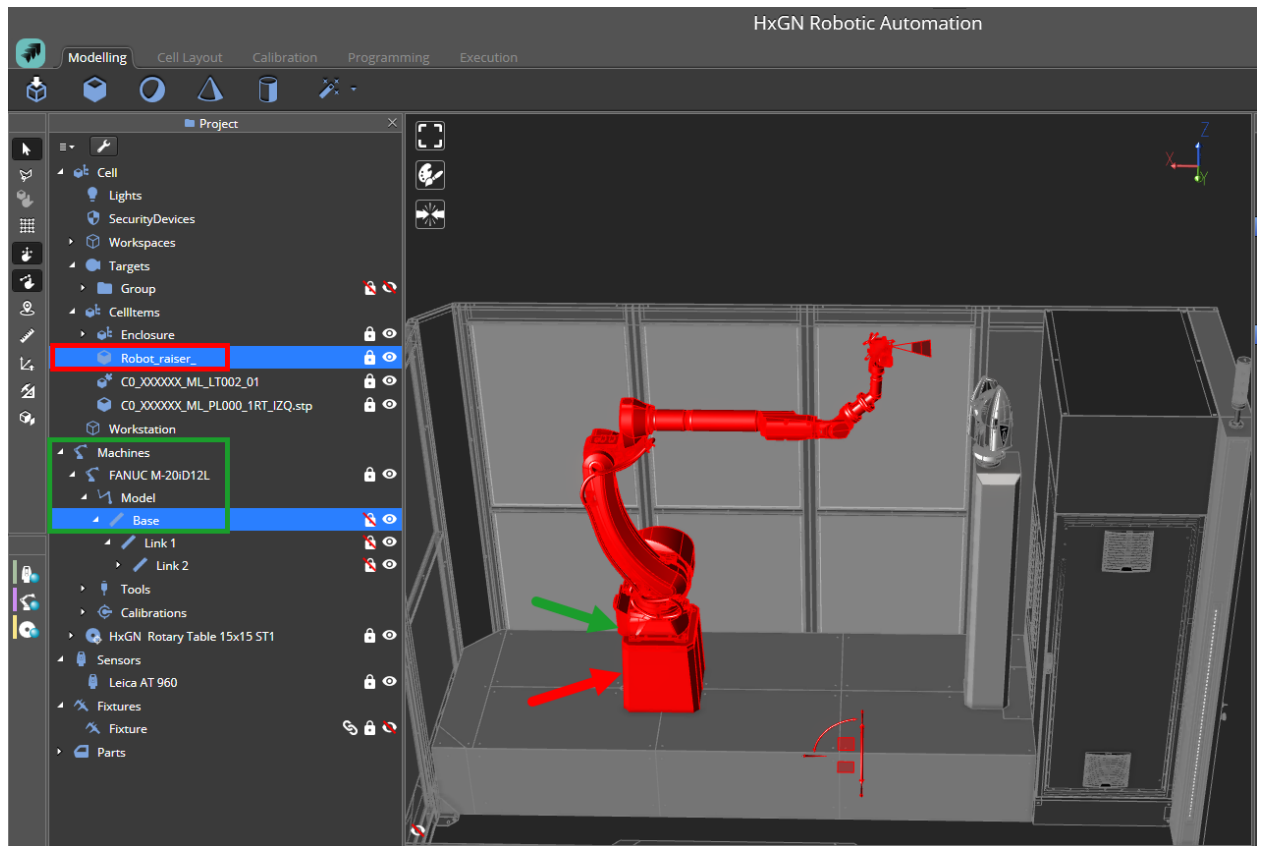 HxGN Robotic Automation
Modelling
Cell Layout
Calibration
Programming
Execution
Project
Cell
Lights
SecurityDevices
Workspaces
Targets
Group
CellItems
Enclosure
Robot_raiser_
C0_XXXXXX_ML_LT002_01
C0_XXXXXX_ML_PL000_1RT_IZQ.stp
Workstation
Machines
FANUC M-20iD12L
Model
Base
Link 1
Link 2
Tools
Calibrations
HxGN Rotary Table 15x15 ST1
Sensors
Leica AT 960
Fixtures
Fixture
Parts
Z
X
Y